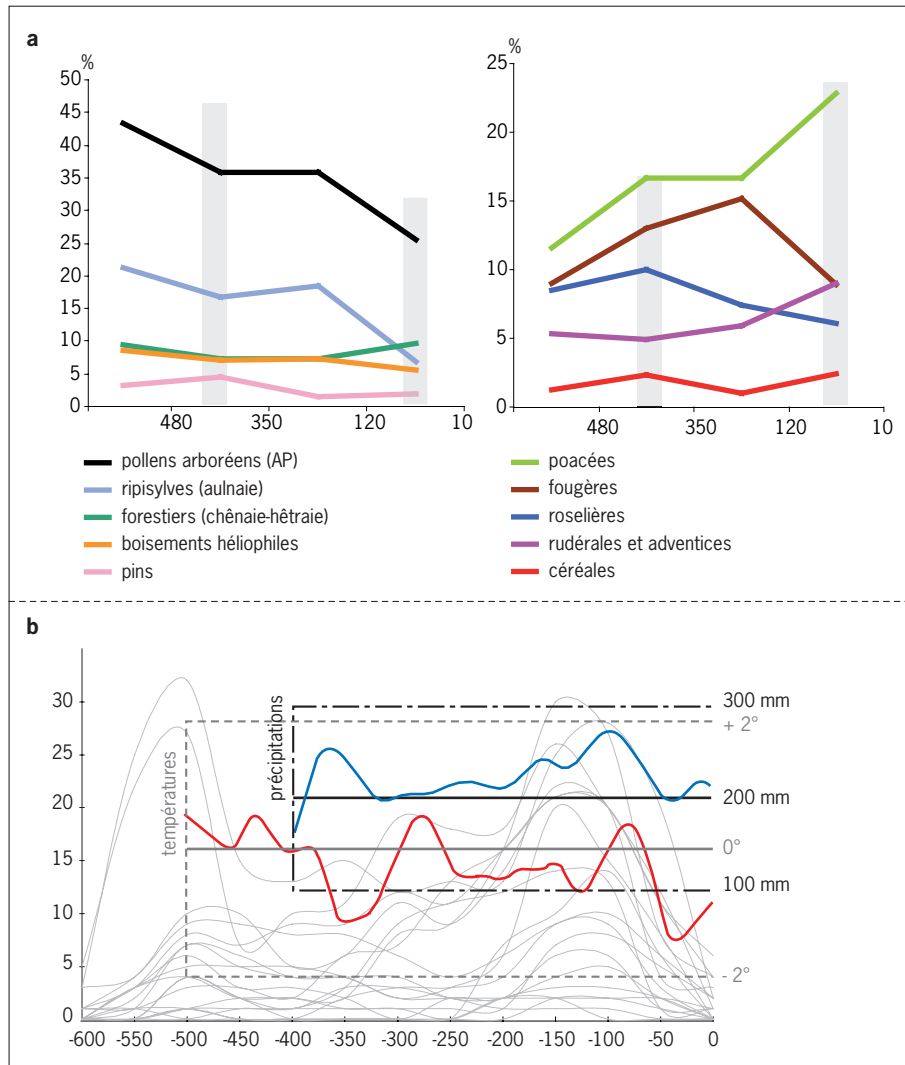 a
%
50
45
40
35
30
25
20
15
10
5
0
480
350
120
10
pollens arboréens (AP)
ripisylves (aulnaie)
forestiers (chênaie-hêtraie)
boisements héliophiles
pins
%
25
20
15
10
5
0
480
350
120
10
poacées
fougères
roselières
rudérales et adventices
céréales
b
30
25
20
15
10
5
0
-600
-550
-500
-450
-400
-350
-300
-250
-200
-150
-100
-50
0
températures
précipitations
300 mm
+ 2°
200 mm
0°
100 mm
- 2°